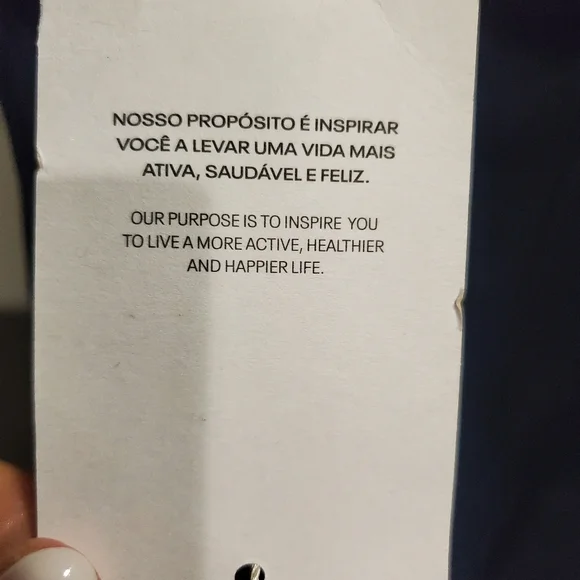 NOSSO PROPÓSITO É INSPIRAR
VOCÊ A LEVAR UMA VIDA MAIS
ATIVA, SAUDÁVEL E FELIZ.
OUR PURPOSE IS TO INSPIRE YOU
TO LIVE A MORE ACTIVE, HEALTHIER
AND HAPPIER LIFE.